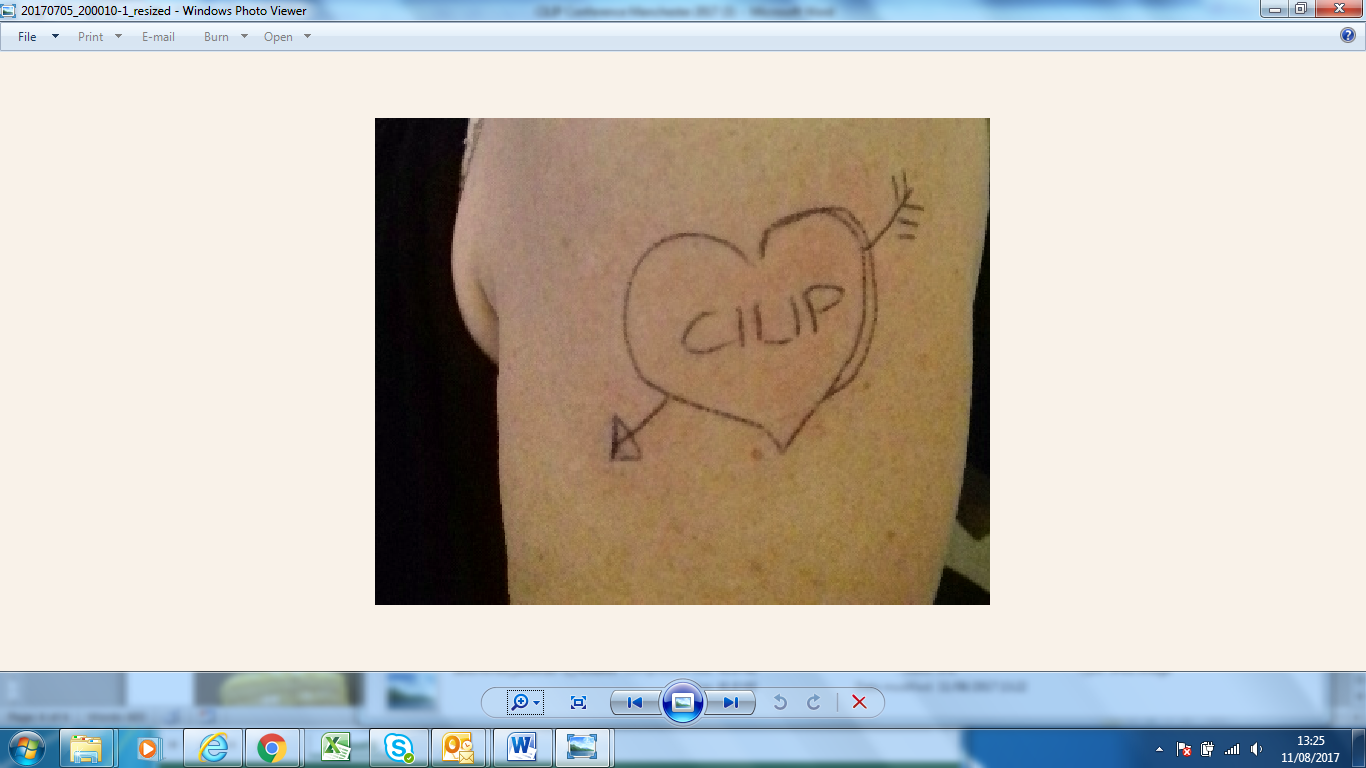 20170705_200010-1_resized - Windows Photo Viewer
File Print E-mail Burn Open
CILIP
13:25
11/08/2017